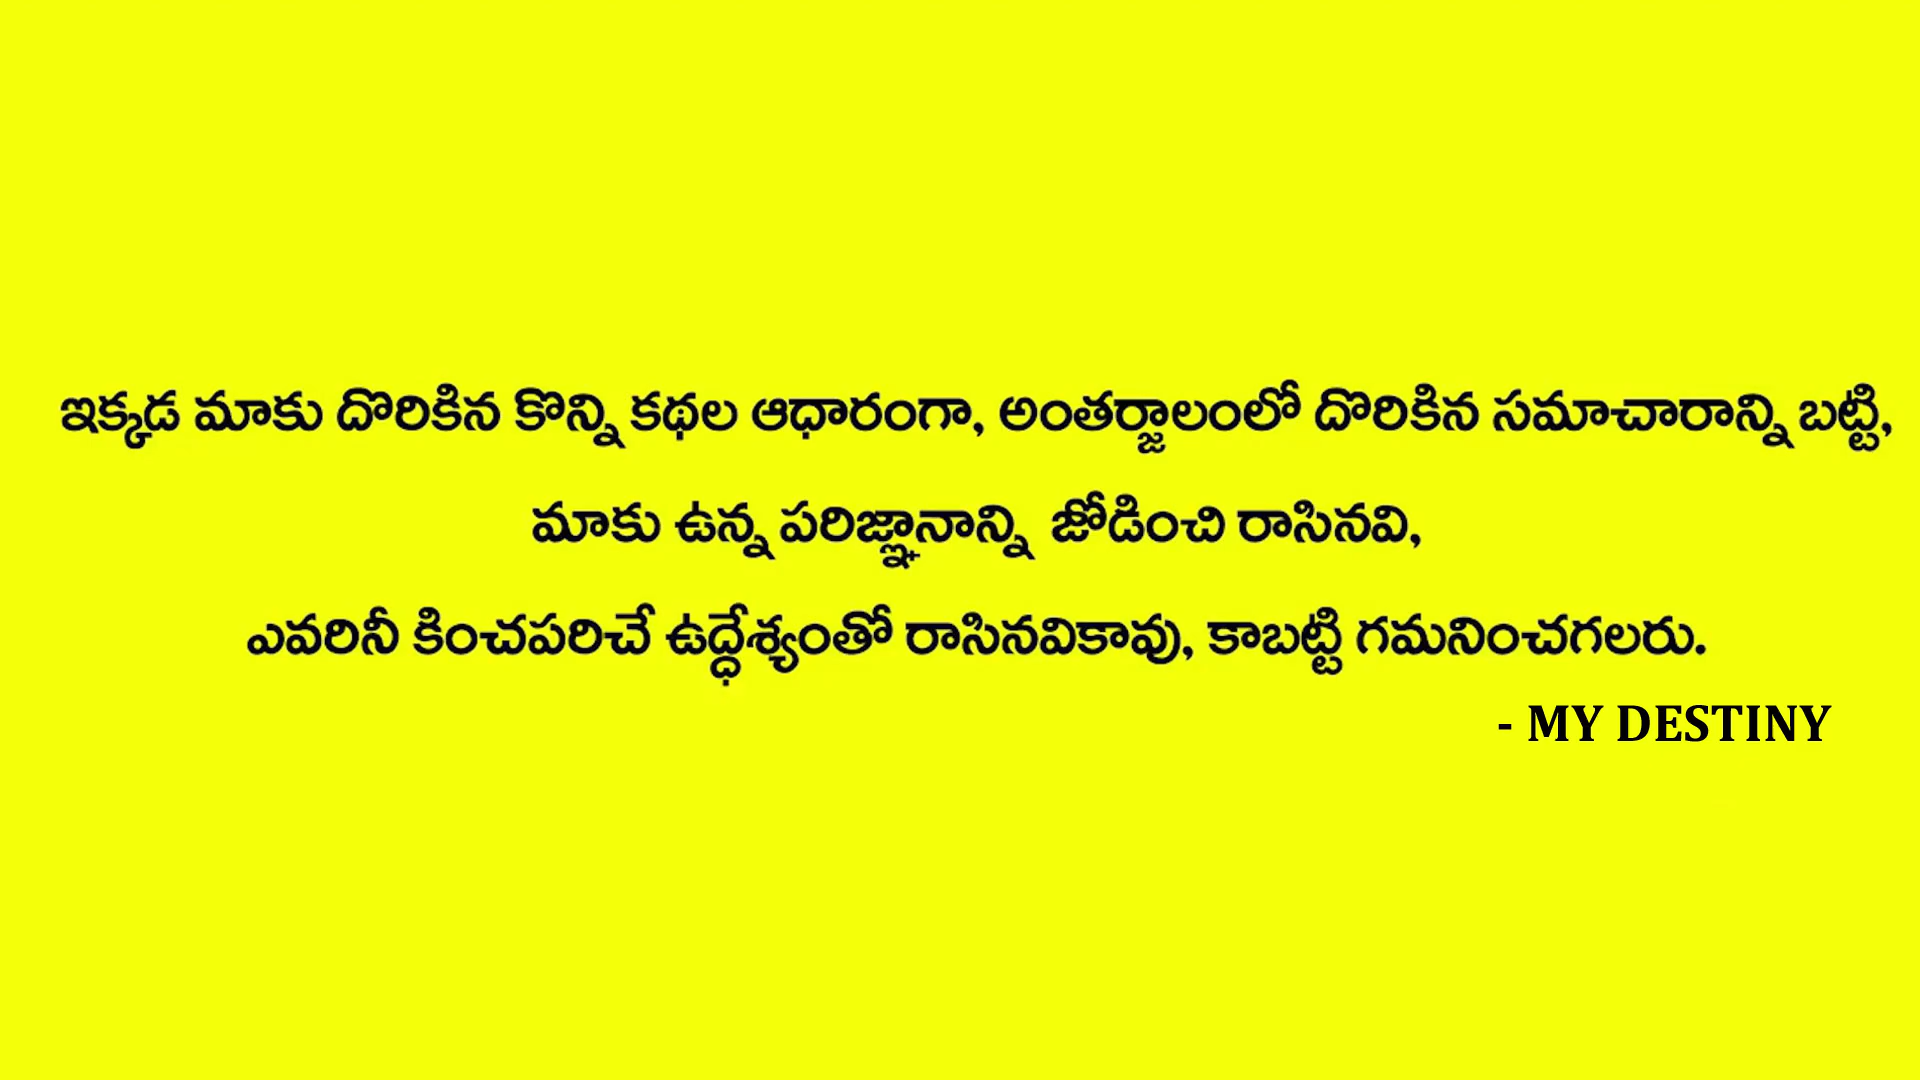 ఇక్కడ మాకు దొరికిన కొన్ని కథల ఆధారంగా, అంతర్జాలంలో దొరికిన సమాచారాన్ని బట్టి,
మాకు ఉన్న పరిజ్ఞానాన్ని జోడించి రాసినవి,
ఎవరినీ కించపరిచే ఉద్ధేశ్యంతో రాసినవికావు, కాబట్టి గమనించగలరు.
- MY DESTINY